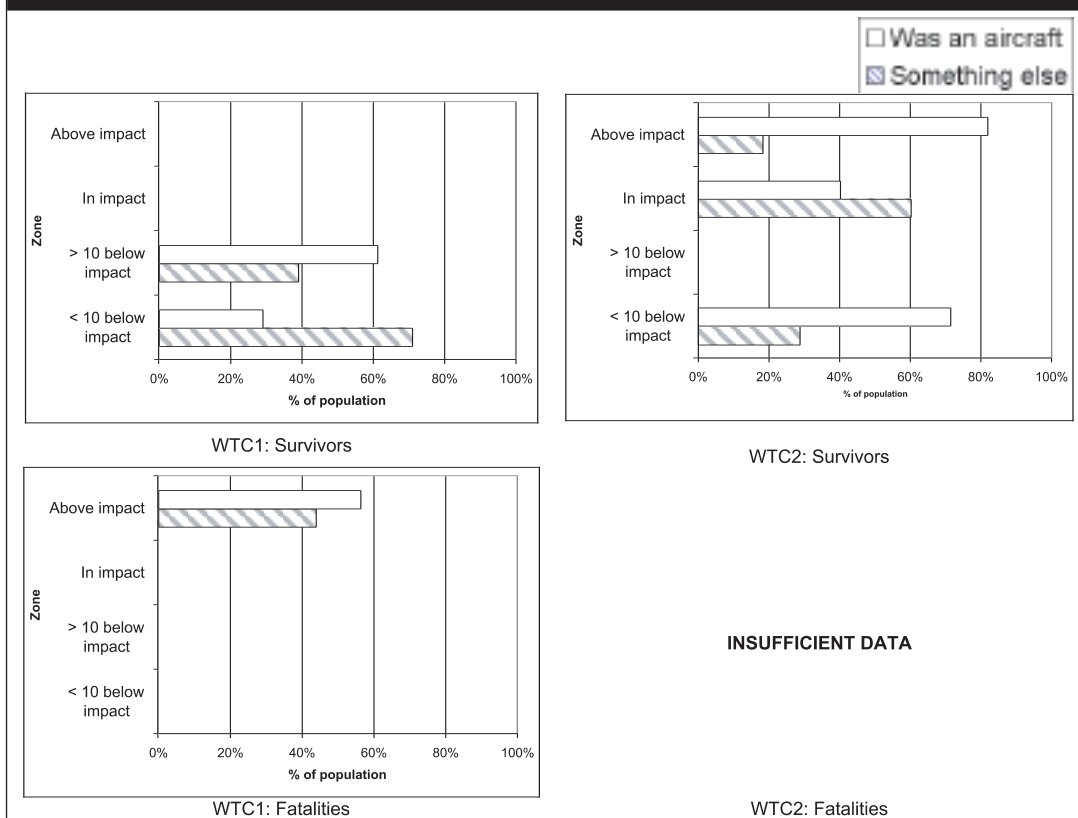 Was an aircraft
Something else
Above impact
In impact
> 10 below
impact
< 10 below
impact
Zone
0% 20% 40% 60% 80% 100%
% of population
WTC1: Survivors
Above impact
In impact
> 10 below
impact
< 10 below
impact
Zone
0% 20% 40% 60% 80% 100%
% of population
WTC2: Survivors
Above impact
In impact
> 10 below
impact
< 10 below
impact
Zone
0% 20% 40% 60% 80% 100%
% of population
WTC1: Fatalities
INSUFFICIENT DATA
WTC2: Fatalities